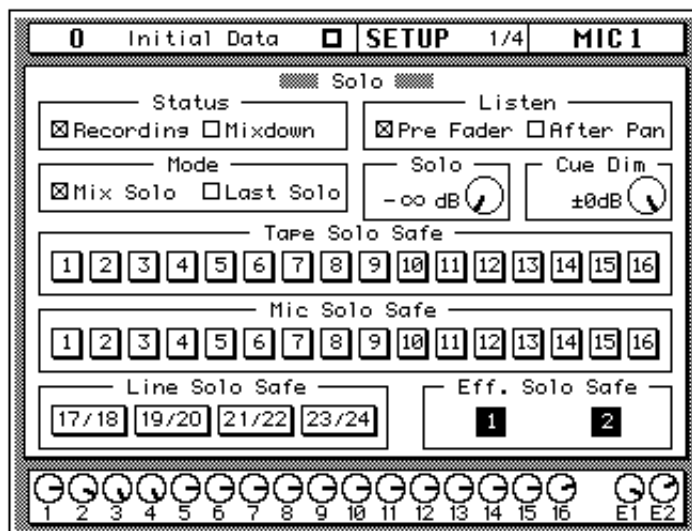 0 Initial Data SETUP 1/4 MIC 1
Solo
Status Listen
Recording Mixdown Pre Fader After Pan
Mode Solo Cue Dim
Mix Solo Last Solo -∞ dB ±0dB
Tape Solo Safe
1 2 3 4 5 6 7 8 9 10 11 12 13 14 15 16
Mic Solo Safe
1 2 3 4 5 6 7 8 9 10 11 12 13 14 15 16
Line Solo Safe Eff. Solo Safe
17/18 19/20 21/22 23/24 1 2
1 2 3 4 5 6 7 8 9 10 11 12 13 14 15 16 E1 E2